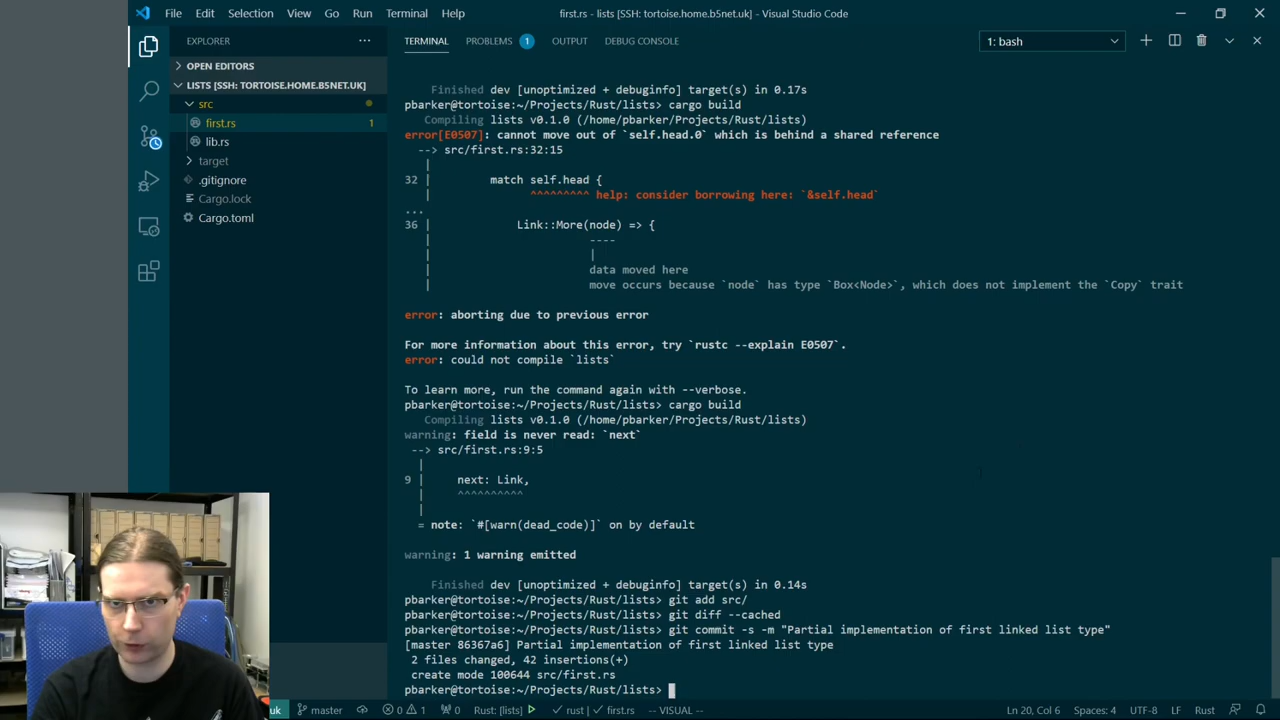 File Edit Selection View Go Run Terminal Help
first.rs - lists [SSH: tortoise.home.b5net.uk] - Visual Studio Code
EXPLORER
OPEN EDITORS
LISTS [SSH: TORTOISE.HOME.B5NET.UK]
src
first.rs 1
lib.rs
target
.gitignore
Cargo.lock
Cargo.toml
TERMINAL PROBLEMS 1 OUTPUT DEBUG CONSOLE
1: bash
Finished dev [unoptimized + debuginfo] target(s) in 0.17s
pbarker@tortoise:~/Projects/Rust/lists> cargo build
Compiling lists v0.1.0 (/home/pbarker/Projects/Rust/lists)
error[E0507]: cannot move out of `self.head.0` which is behind a shared reference
--> src/first.rs:32:15
|
32 | match self.head {
| ^^^^^^^^^ help: consider borrowing here: `&self.head`
...
36 | Link::More(node) => {
| ----
| |
| data moved here
| move occurs because `node` has type `Box<Node>`, which does not implement the `Copy` trait
error: aborting due to previous error
For more information about this error, try `rustc --explain E0507`.
error: could not compile `lists`
To learn more, run the command again with --verbose.
pbarker@tortoise:~/Projects/Rust/lists> cargo build
Compiling lists v0.1.0 (/home/pbarker/Projects/Rust/lists)
warning: field is never read: `next`
--> src/first.rs:9:5
|
9 | next: Link,
| ^^^^^^^^^^
|
= note: `#[warn(dead_code)]` on by default
warning: 1 warning emitted
Finished dev [unoptimized + debuginfo] target(s) in 0.14s
pbarker@tortoise:~/Projects/Rust/lists> git add src/
pbarker@tortoise:~/Projects/Rust/lists> git diff --cached
pbarker@tortoise:~/Projects/Rust/lists> git commit -s -m "Partial implementation of first linked list type"
[master 86367a6] Partial implementation of first linked list type
2 files changed, 42 insertions(+)
create mode 100644 src/first.rs
pbarker@tortoise:~/Projects/Rust/lists>
uk master 0 1 0 Rust: [lists] rust | first.rs -- VISUAL -- Ln 20, Col 6 Spaces: 4 UTF-8 LF Rust